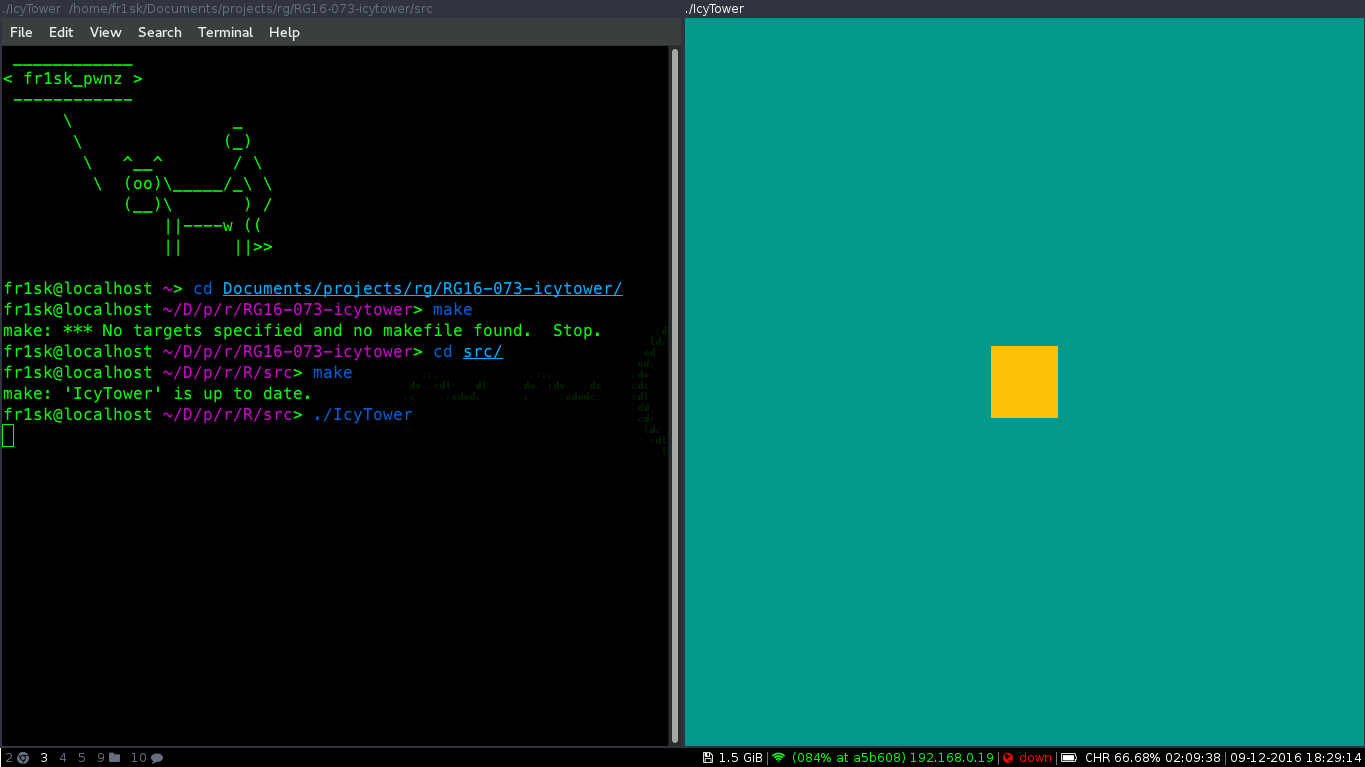 ./IcyTower  /home/fr1sk/Documents/projects/rg/RG16-073-icytower/src
./IcyTower
File Edit View Search Terminal Help
< fr1sk_pwnz >
^__^
(oo)\_____/_\ \
(__)\ ) /
||----w ((
|| ||>>
fr1sk@localhost ~> cd Documents/projects/rg/RG16-073-icytower/
fr1sk@localhost ~/D/p/r/RG16-073-icytower> make
make: *** No targets specified and no makefile found.  Stop.
fr1sk@localhost ~/D/p/r/RG16-073-icytower> cd src/
fr1sk@localhost ~/D/p/r/R/src> make
make: 'IcyTower' is up to date.
fr1sk@localhost ~/D/p/r/R/src> ./IcyTower
2 3 4 5 9 10
1.5 GiB | (084% at a5b608) 192.168.0.19 | down | CHR 66.68% 02:09:38 | 09-12-2016 18:29:14